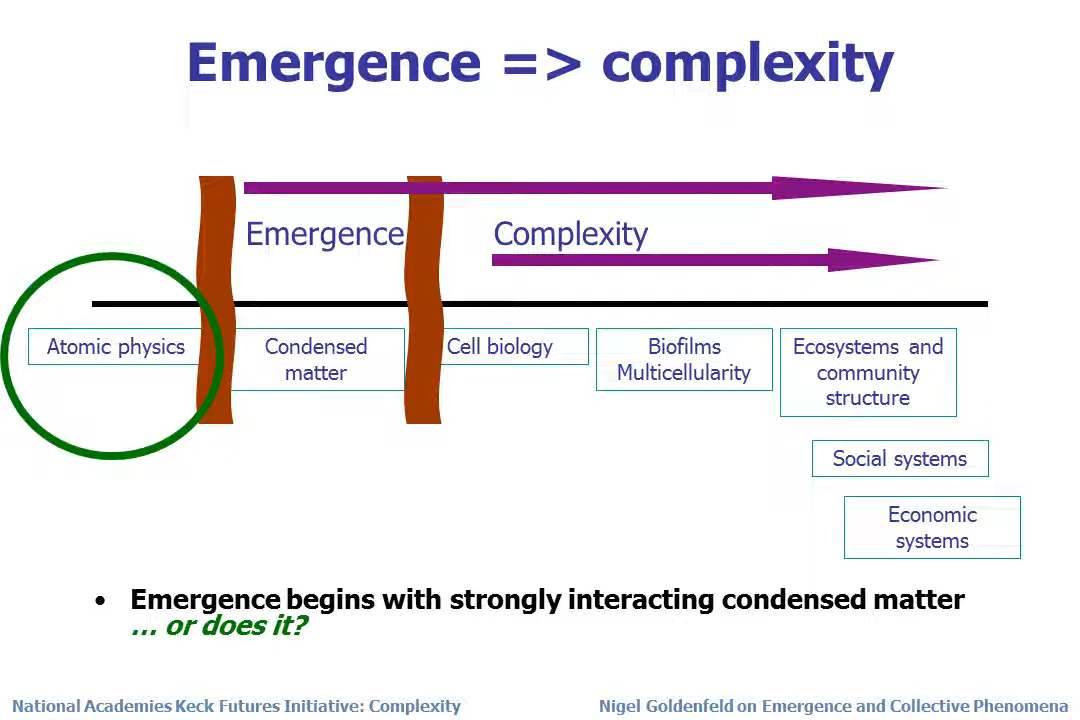 Emergence => complexity
Emergence
Complexity
Atomic physics
Condensed
matter
Cell biology
Biofilms
Multicellularity
Ecosystems and
community
structure
Social systems
Economic
systems
• Emergence begins with strongly interacting condensed matter
... or does it?
National Academies Keck Futures Initiative: Complexity
Nigel Goldenfeld on Emergence and Collective Phenomena